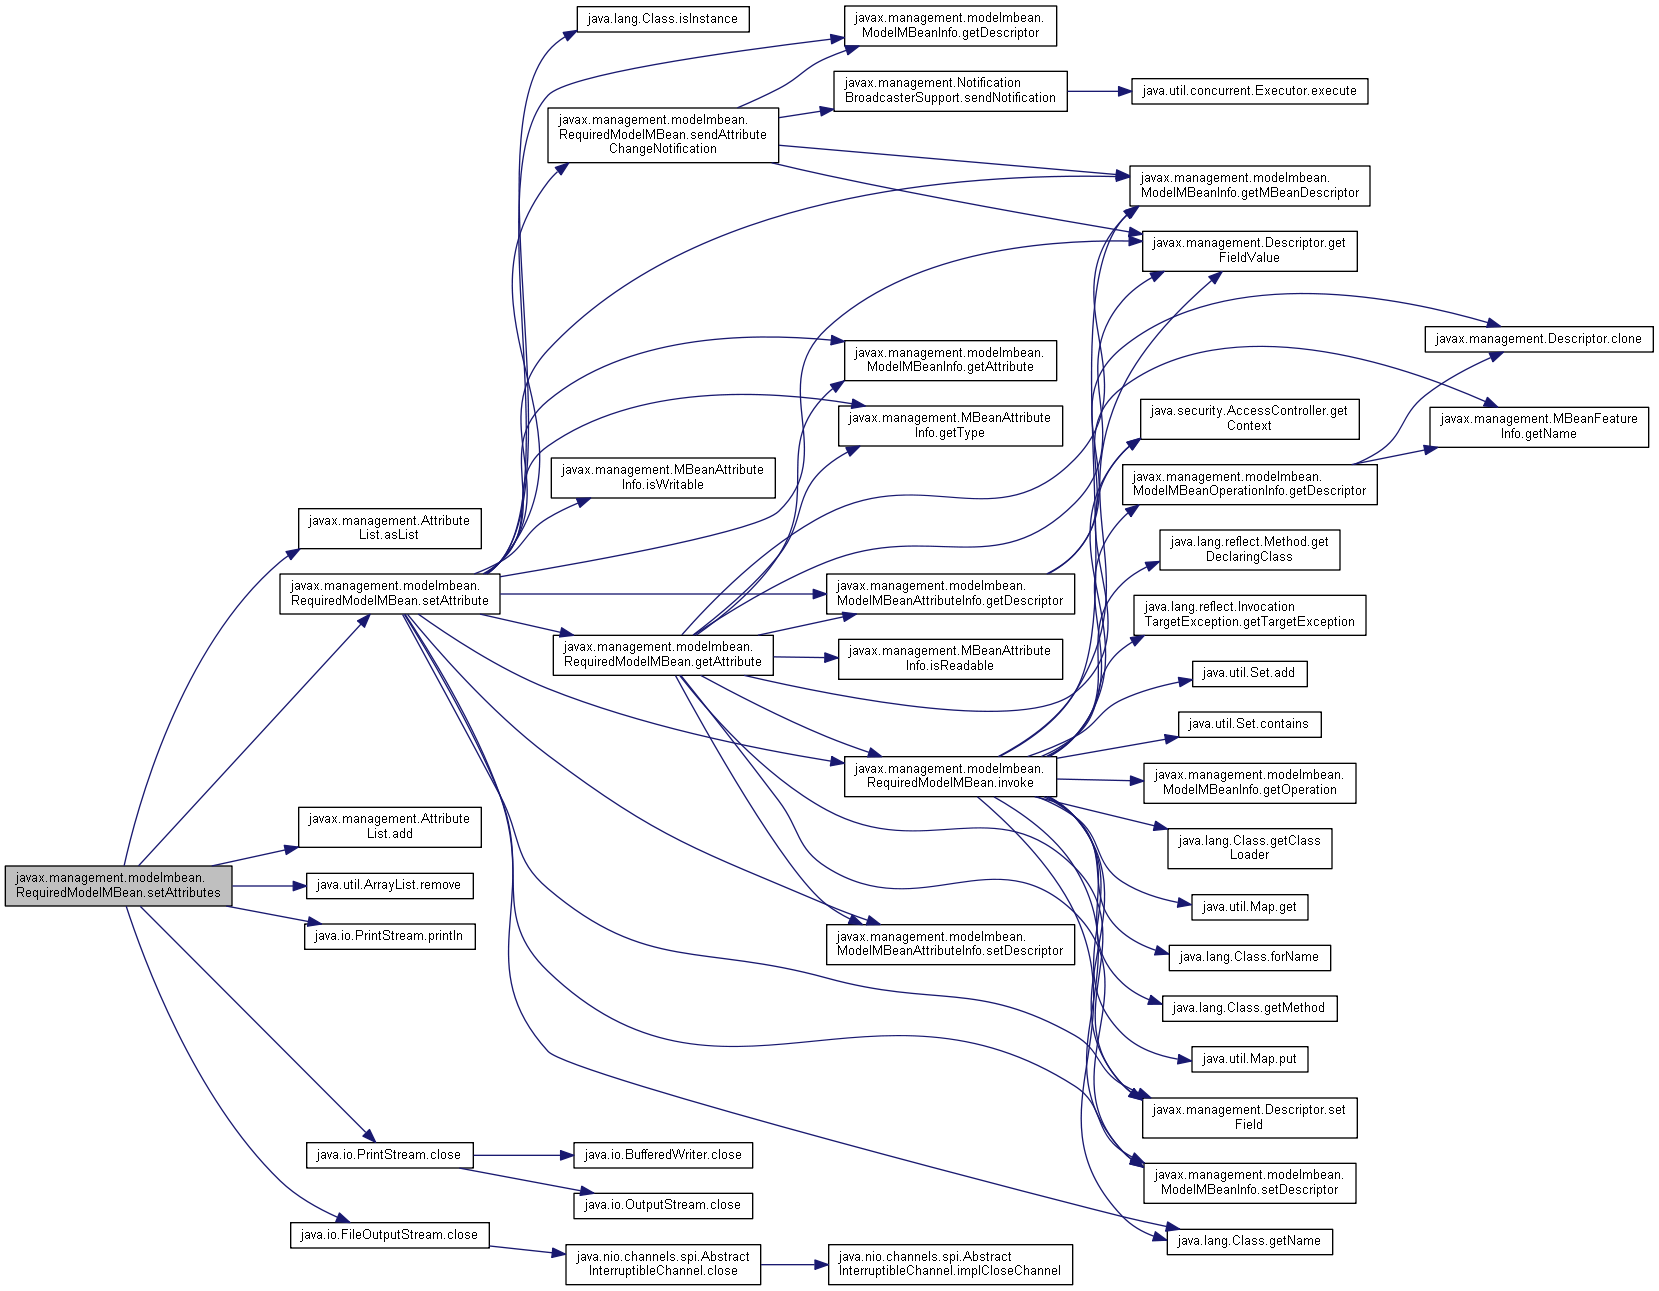 javax.management.modelmbean.
RequiredModelMBean.setAttributes
javax.management.Attribute
List.asList
javax.management.modelmbean.
RequiredModelMBean.setAttribute
javax.management.Attribute
List.add
java.util.ArrayList.remove
java.io.PrintStream.println
java.io.PrintStream.close
java.io.FileOutputStream.close
java.lang.Class.isInstance
javax.management.modelmbean.
RequiredModelMBean.sendAttribute
ChangeNotification
javax.management.MBeanAttribute
Info.isWritable
javax.management.modelmbean.
RequiredModelMBean.getAttribute
java.io.BufferedWriter.close
java.io.OutputStream.close
java.nio.channels.spi.Abstract
InterruptibleChannel.close
javax.management.modelmbean.
ModelMBeanInfo.getDescriptor
javax.management.Notification
BroadcasterSupport.sendNotification
javax.management.modelmbean.
ModelMBeanInfo.getAttribute
javax.management.MBeanAttribute
Info.getType
javax.management.modelmbean.
ModelMBeanAttributeInfo.getDescriptor
javax.management.MBeanAttribute
Info.isReadable
javax.management.modelmbean.
RequiredModelMBean.invoke
javax.management.modelmbean.
ModelMBeanAttributeInfo.setDescriptor
java.nio.channels.spi.Abstract
InterruptibleChannel.implCloseChannel
java.util.concurrent.Executor.execute
javax.management.modelmbean.
ModelMBeanInfo.getMBeanDescriptor
javax.management.Descriptor.get
FieldValue
java.security.AccessController.get
Context
javax.management.modelmbean.
ModelMBeanOperationInfo.getDescriptor
java.lang.reflect.Method.get
DeclaringClass
java.lang.reflect.Invocation
TargetException.getTargetException
java.util.Set.add
java.util.Set.contains
javax.management.modelmbean.
ModelMBeanInfo.getOperation
java.lang.Class.getClass
Loader
java.util.Map.get
java.lang.Class.forName
java.lang.Class.getMethod
java.util.Map.put
javax.management.Descriptor.set
Field
javax.management.modelmbean.
ModelMBeanInfo.setDescriptor
java.lang.Class.getName
javax.management.Descriptor.clone
javax.management.MBeanFeature
Info.getName